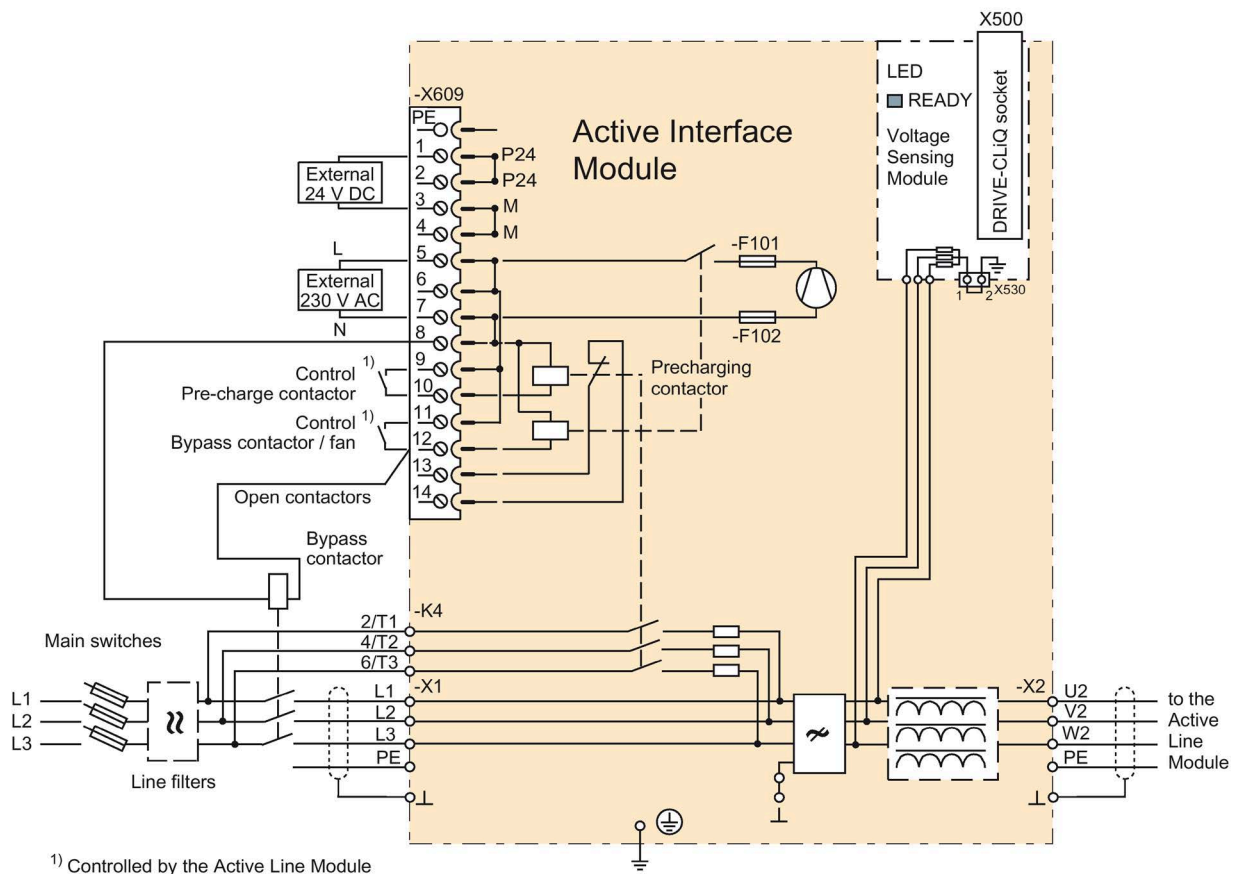 X500
LED
READY
Voltage
Sensing
Module
DRIVE-CLiQ socket
1 2 X530
-X609
Active Interface
Module
PE
1
2
3
4
5
6
7
8
9
10
11
12
13
14
P24
P24
M
M
External
24 V DC
L
External
230 V AC
N
-F101
-F102
Precharging
contactor
Control 1)
Pre-charge contactor
Control 1)
Bypass contactor / fan
Open contactors
Bypass
contactor
-K4
2/T1
4/T2
6/T3
Main switches
-X1
L1
L2
L3
PE
L1
L2
L3
Line filters
-X2
U2
V2
W2
PE
to the
Active
Line
Module
1) Controlled by the Active Line Module